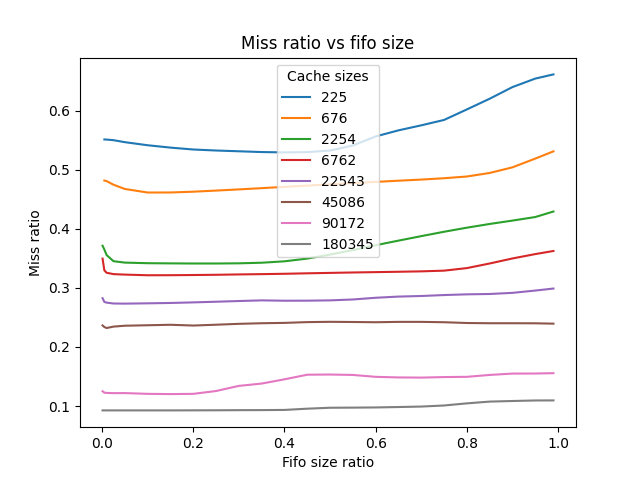 Miss ratio vs fifo size
Cache sizes
225
676
2254
6762
22543
45086
90172
180345
Miss ratio
0.6
0.5
0.4
0.3
0.2
0.1
0.0 0.2 0.4 0.6 0.8 1.0
Fifo size ratio